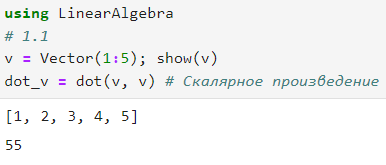 using LinearAlgebra
# 1.1
v = Vector(1:5); show(v)
dot_v = dot(v, v) # Скалярное произведение
[1, 2, 3, 4, 5]
55